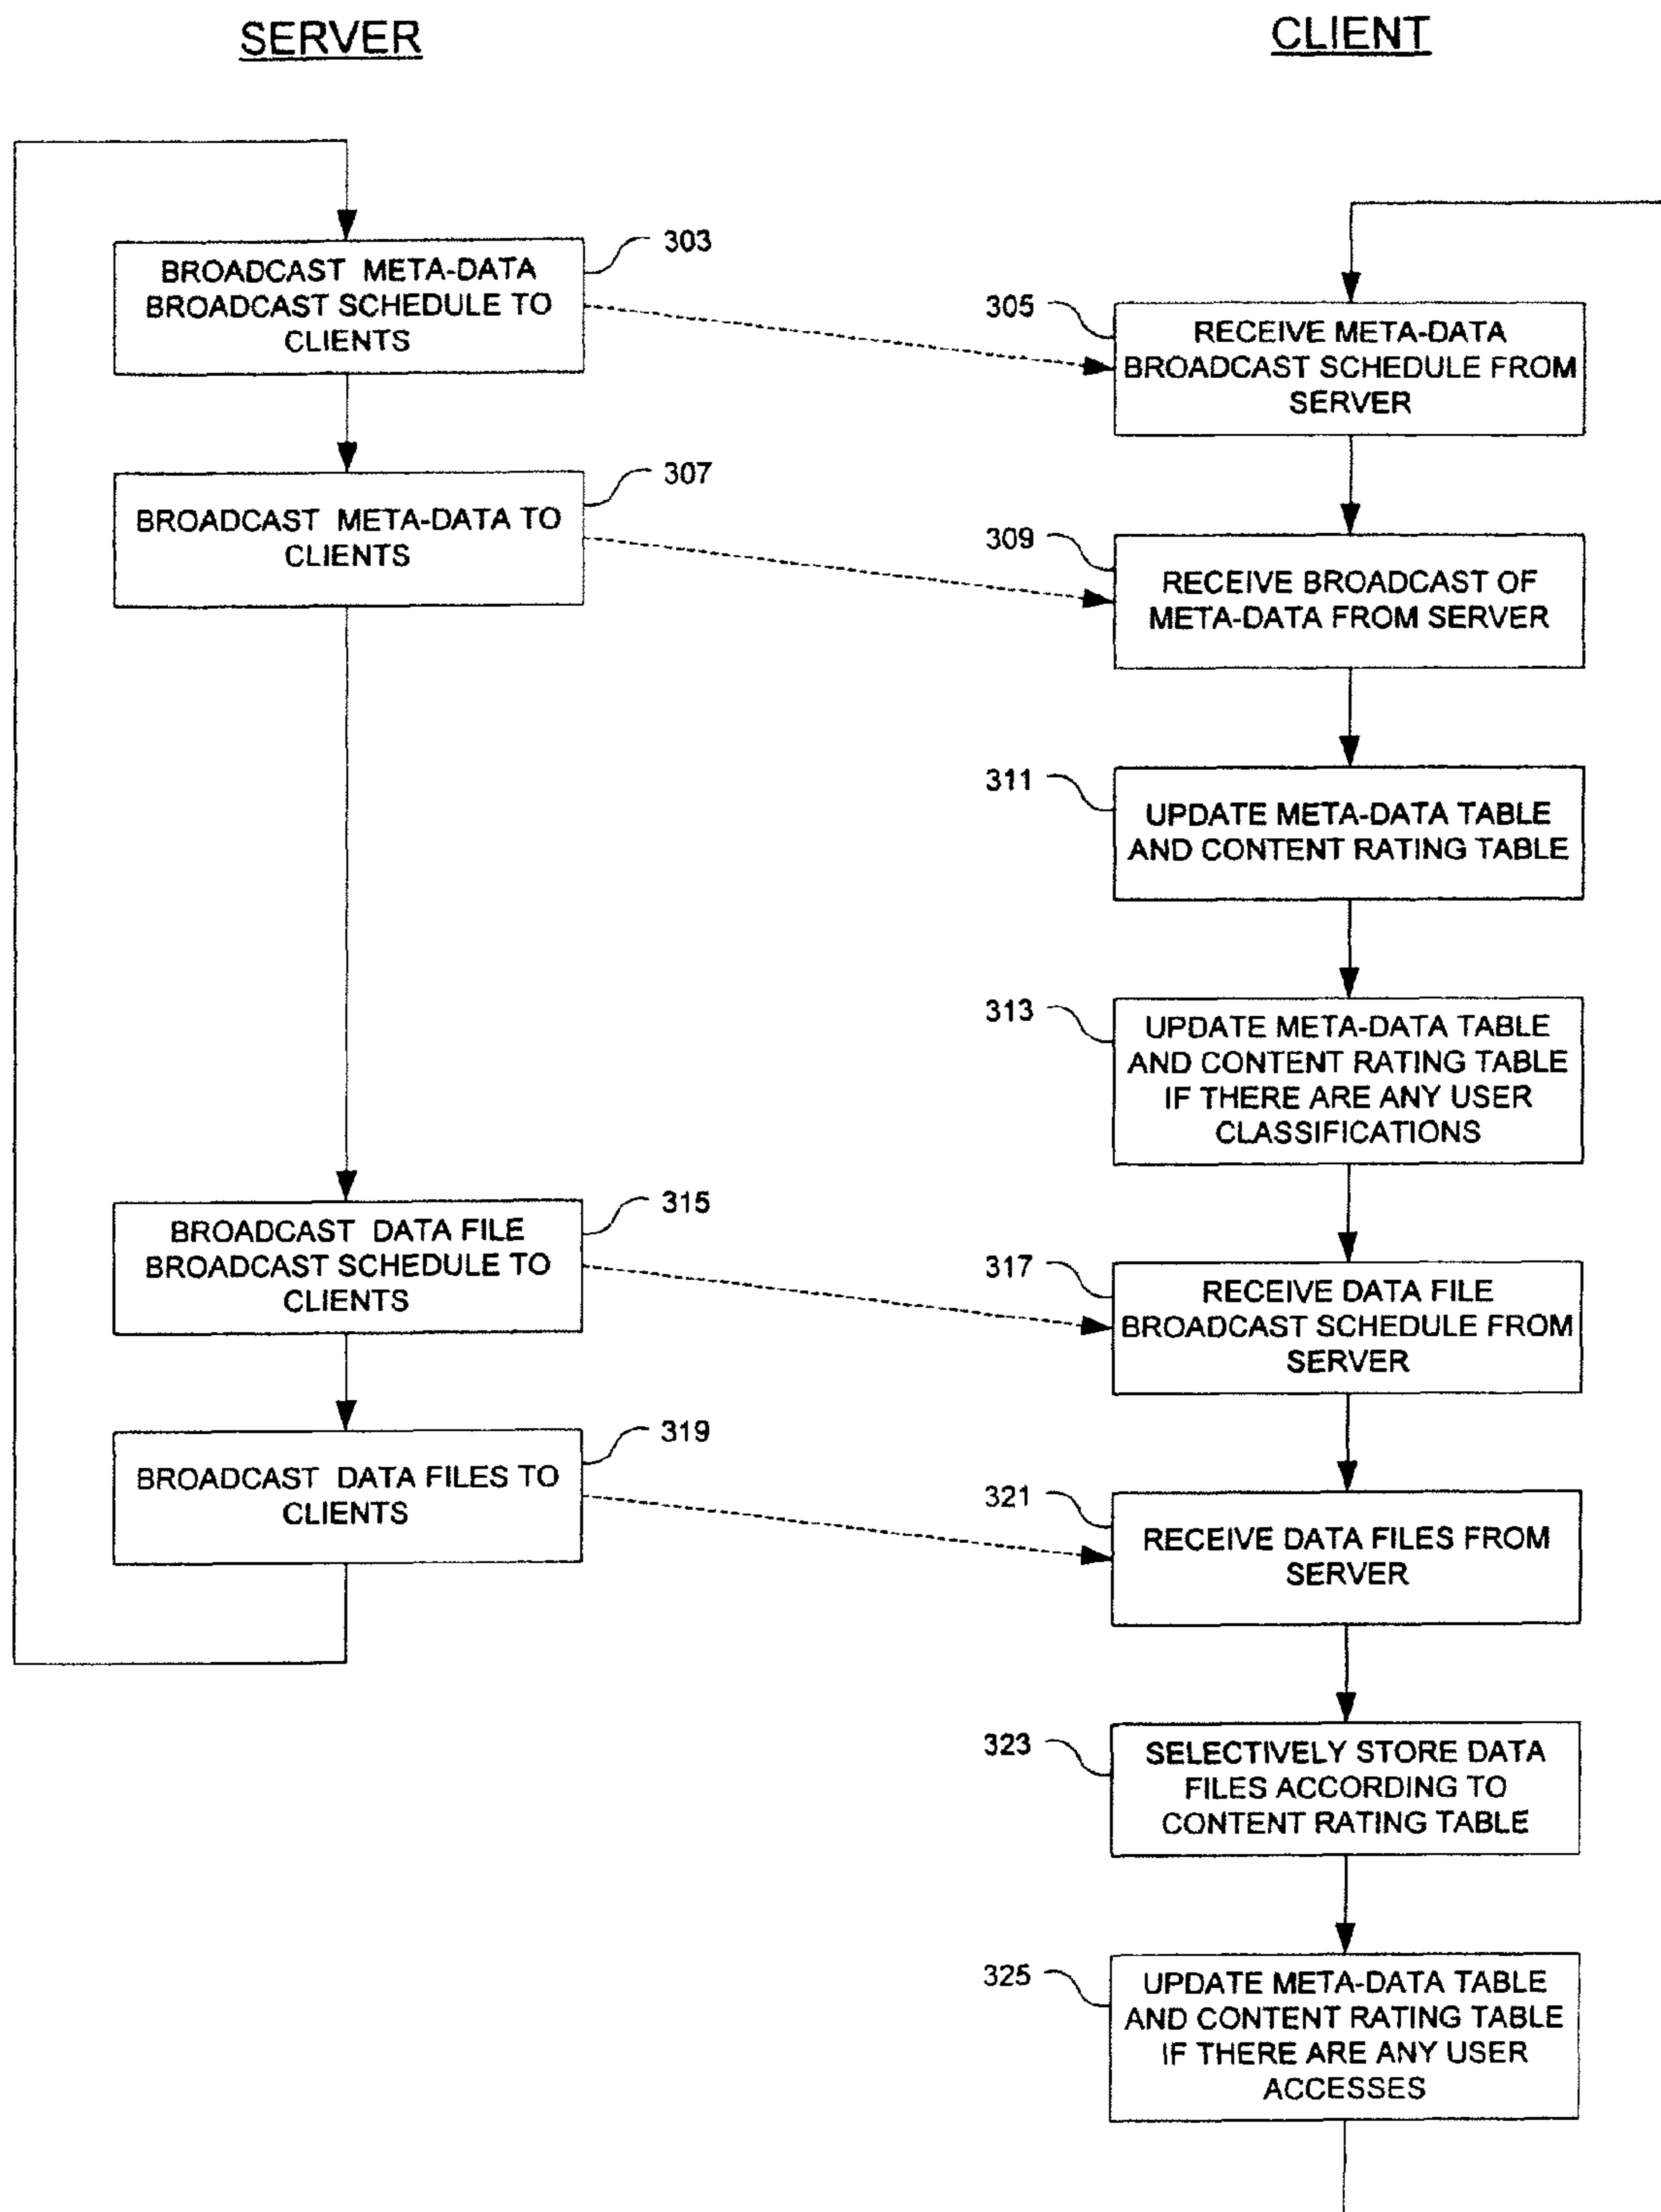 SERVER
CLIENT
303
BROADCAST META-DATA
BROADCAST SCHEDULE TO
CLIENTS
305
RECEIVE META-DATA
BROADCAST SCHEDULE FROM
SERVER
307
BROADCAST META-DATA TO
CLIENTS
309
RECEIVE BROADCAST OF
META-DATA FROM SERVER
311
UPDATE META-DATA TABLE
AND CONTENT RATING TABLE
313
UPDATE META-DATA TABLE
AND CONTENT RATING TABLE
IF THERE ARE ANY USER
CLASSIFICATIONS
315
BROADCAST DATA FILE
BROADCAST SCHEDULE TO
CLIENTS
317
RECEIVE DATA FILE
BROADCAST SCHEDULE FROM
SERVER
319
BROADCAST DATA FILES TO
CLIENTS
321
RECEIVE DATA FILES FROM
SERVER
323
SELECTIVELY STORE DATA
FILES ACCORDING TO
CONTENT RATING TABLE
325
UPDATE META-DATA TABLE
AND CONTENT RATING TABLE
IF THERE ARE ANY USER
ACCESSES